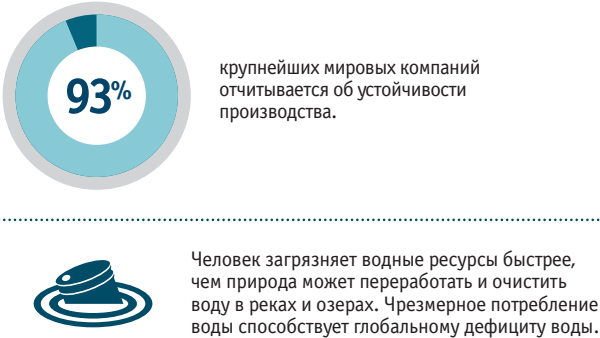 93%
крупнейших мировых компаний
отчитывается об устойчивости
производства.
Человек загрязняет водные ресурсы быстрее,
чем природа может переработать и очистить
воду в реках и озерах. Чрезмерное потребление
воды способствует глобальному дефициту воды.